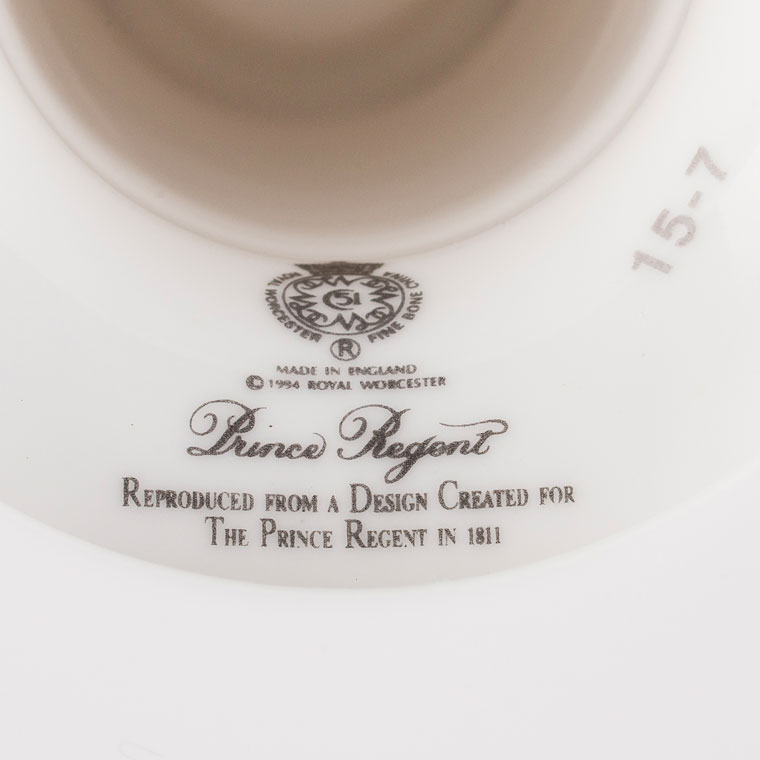 ROYAL WORCESTER FINE BONE CHINA
51
®
MADE IN ENGLAND
© 1994 ROYAL WORCESTER
Prince Regent
REPRODUCED FROM A DESIGN CREATED FOR
THE PRINCE REGENT IN 1811
15-7